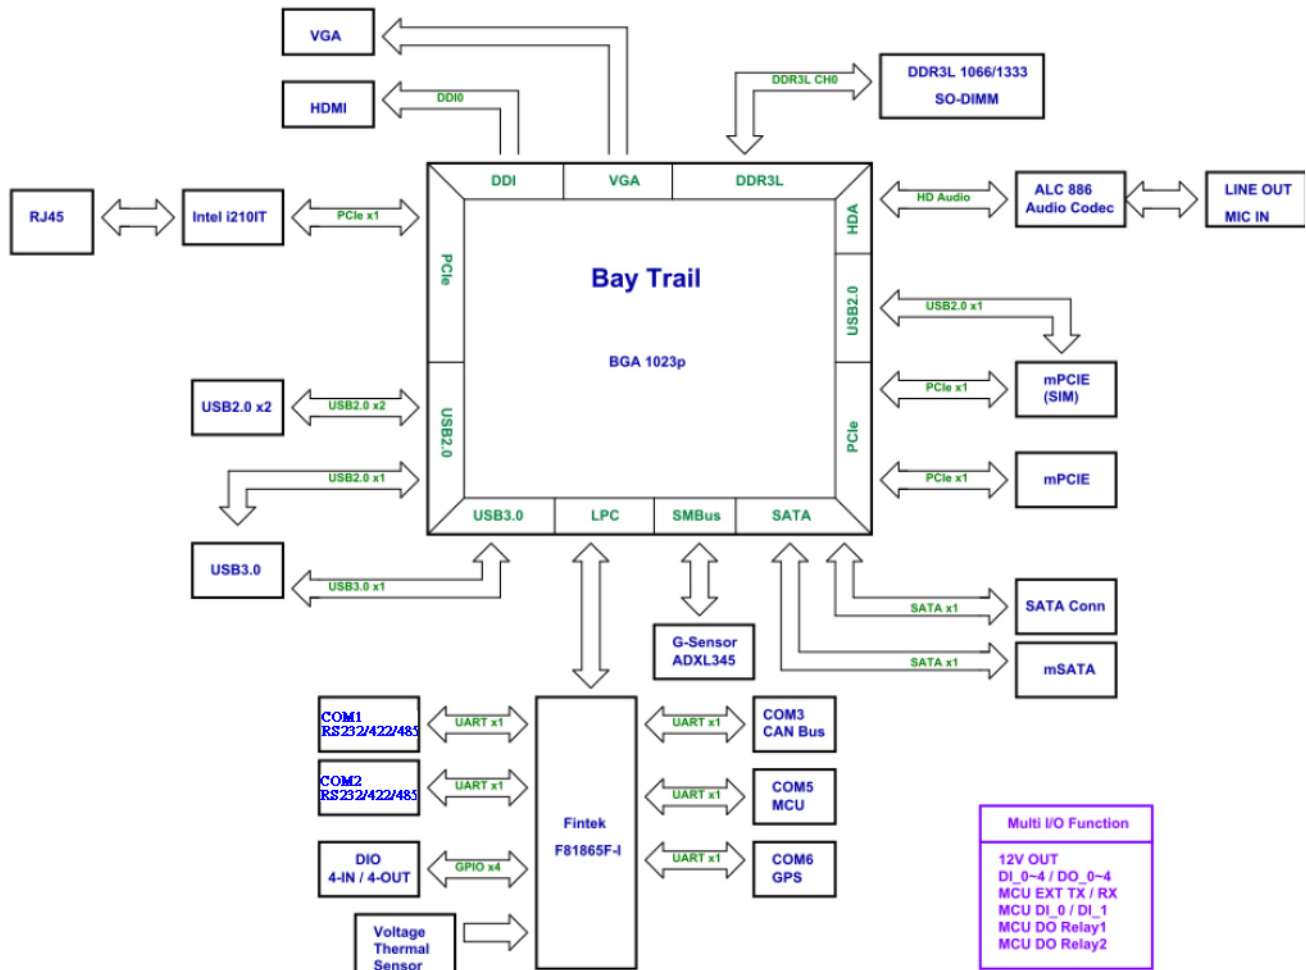 VGA
HDMI
DDI0
DDR3L CH0
DDR3L 1066/1333
SO-DIMM
DDI
VGA
DDR3L
RJ45
Intel i210IT
PCIe x1
PCIe
HDA
HD Audio
ALC 886
Audio Codec
LINE OUT
MIC IN
Bay Trail
BGA 1023p
USB2.0
USB2.0 x1
PCIe x1
mPCIE
(SIM)
USB2.0 x2
USB2.0 x2
USB2.0
PCIe
USB2.0 x1
PCIe x1
mPCIE
USB3.0
LPC
SMBus
SATA
USB3.0
USB3.0 x1
SATA x1
SATA Conn
G-Sensor
ADXL345
SATA x1
mSATA
COM1
RS232/422/485
UART x1
UART x1
COM3
CAN Bus
COM2
RS232/422/485
UART x1
UART x1
COM5
MCU
Fintek
F81865F-I
DIO
4-IN / 4-OUT
GPIO x4
UART x1
COM6
GPS
Voltage
Thermal
Sensor
Multi I/O Function
12V OUT
DI_0~4 / DO_0~4
MCU EXT TX / RX
MCU DI_0 / DI_1
MCU DO Relay1
MCU DO Relay2